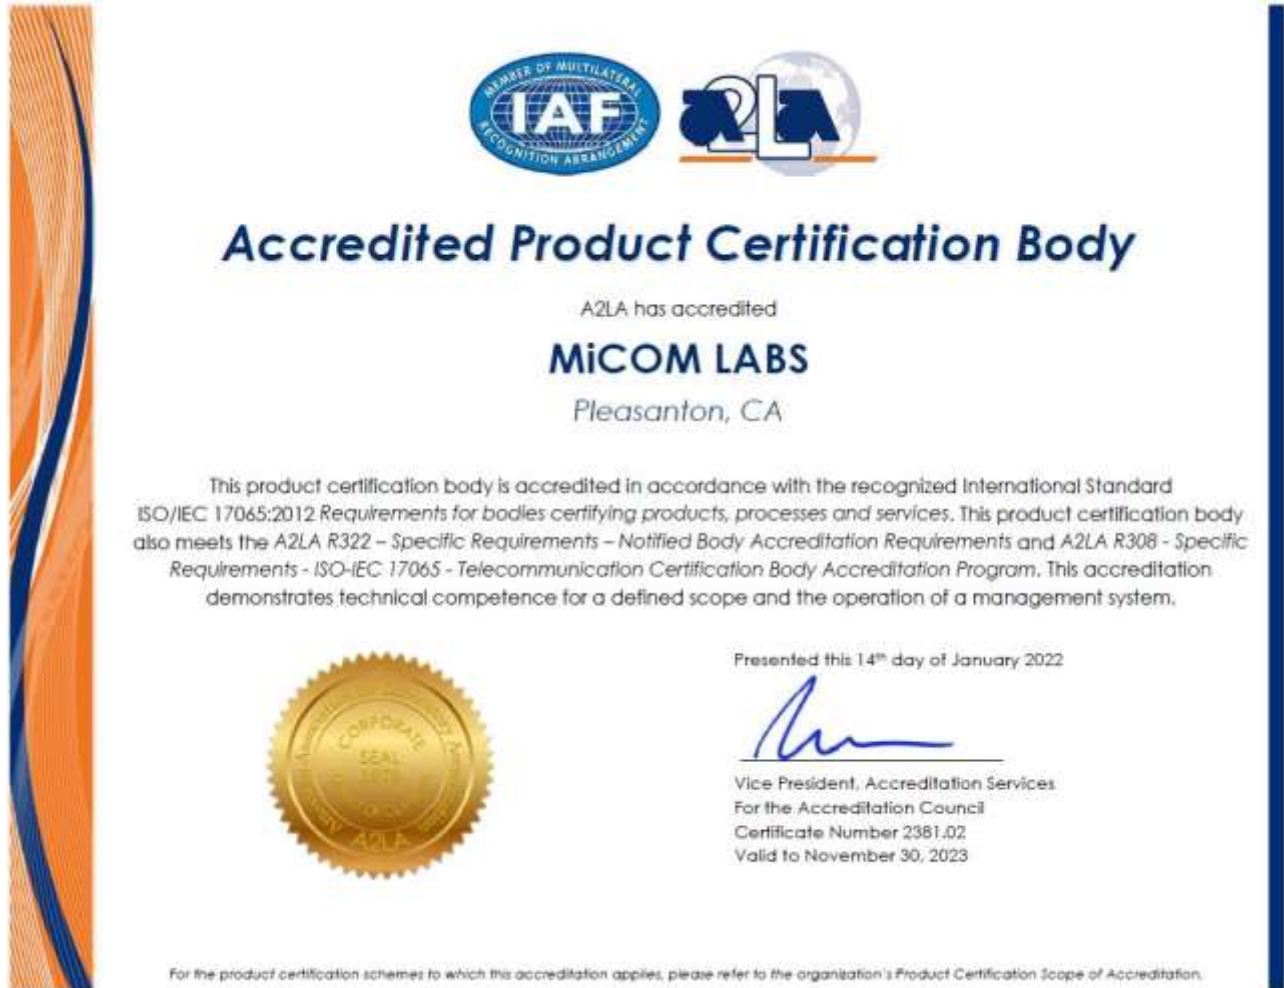 MEMBER OF MULTILATERAL
IAF
RECOGNITION ARRANGEMENT
a2La
Accredited Product Certification Body
A2LA has accredited
MiCOM LABS
Pleasanton, CA
This product certification body is accredited in accordance with the recognized International Standard
ISO/IEC 17065:2012 Requirements for bodies certifying products, processes and services. This product certification body
also meets the A2LA R322 – Specific Requirements – Notified Body Accreditation Requirements and A2LA R308 - Specific
Requirements - ISO-IEC 17065 - Telecommunication Certification Body Accreditation Program. This accreditation
demonstrates technical competence for a defined scope and the operation of a management system.
Presented this 14th day of January 2022
CORPORATE
SEAL
A2LA
Vice President, Accreditation Services
For the Accreditation Council
Certificate Number 2381.02
Valid to November 30, 2023
For the product certification schemes to which this accreditation applies, please refer to the organization's Product Certification Scope of Accreditation.